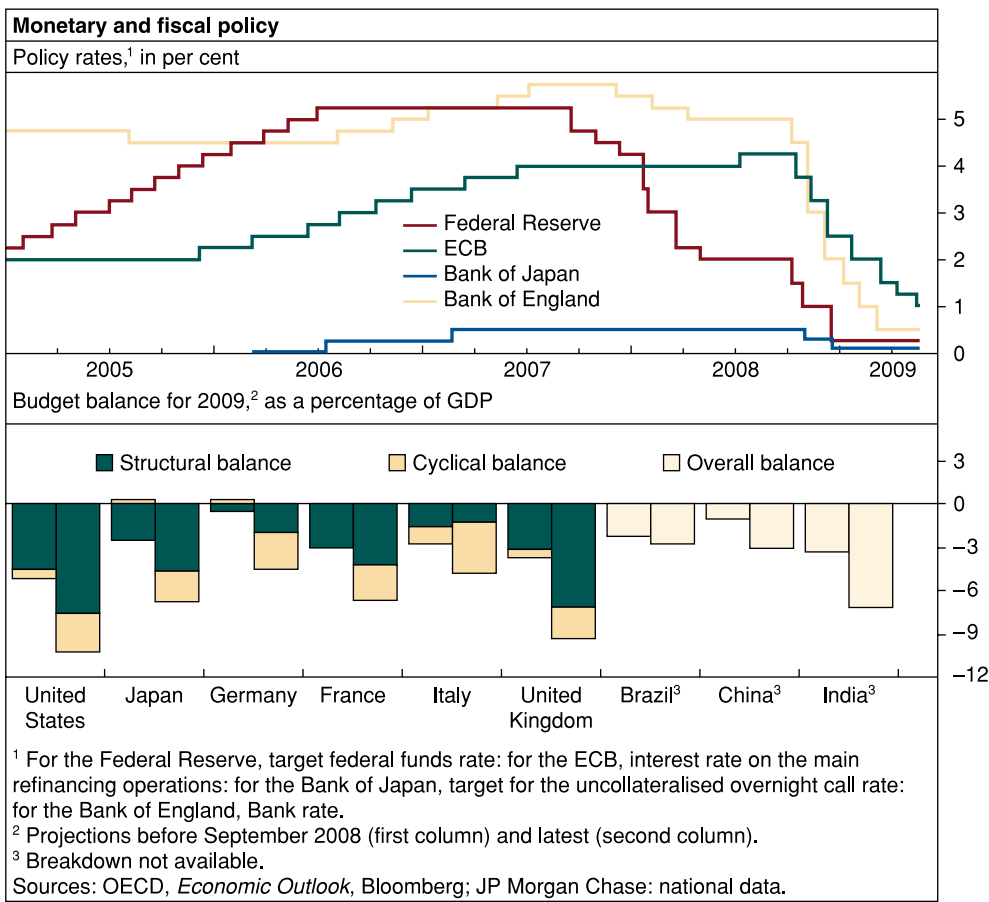 Monetary and fiscal policy
Policy rates,¹ in per cent
5
4
3
2
1
0
Federal Reserve
ECB
Bank of Japan
Bank of England
2005 2006 2007 2008 2009
Budget balance for 2009,² as a percentage of GDP
Structural balance Cyclical balance Overall balance
3
0
−3
−6
−9
−12
United States Japan Germany France Italy United Kingdom Brazil³ China³ India³
¹ For the Federal Reserve, target federal funds rate: for the ECB, interest rate on the main
refinancing operations: for the Bank of Japan, target for the uncollateralised overnight call rate:
for the Bank of England, Bank rate.
² Projections before September 2008 (first column) and latest (second column).
³ Breakdown not available.
Sources: OECD, Economic Outlook, Bloomberg; JP Morgan Chase: national data.